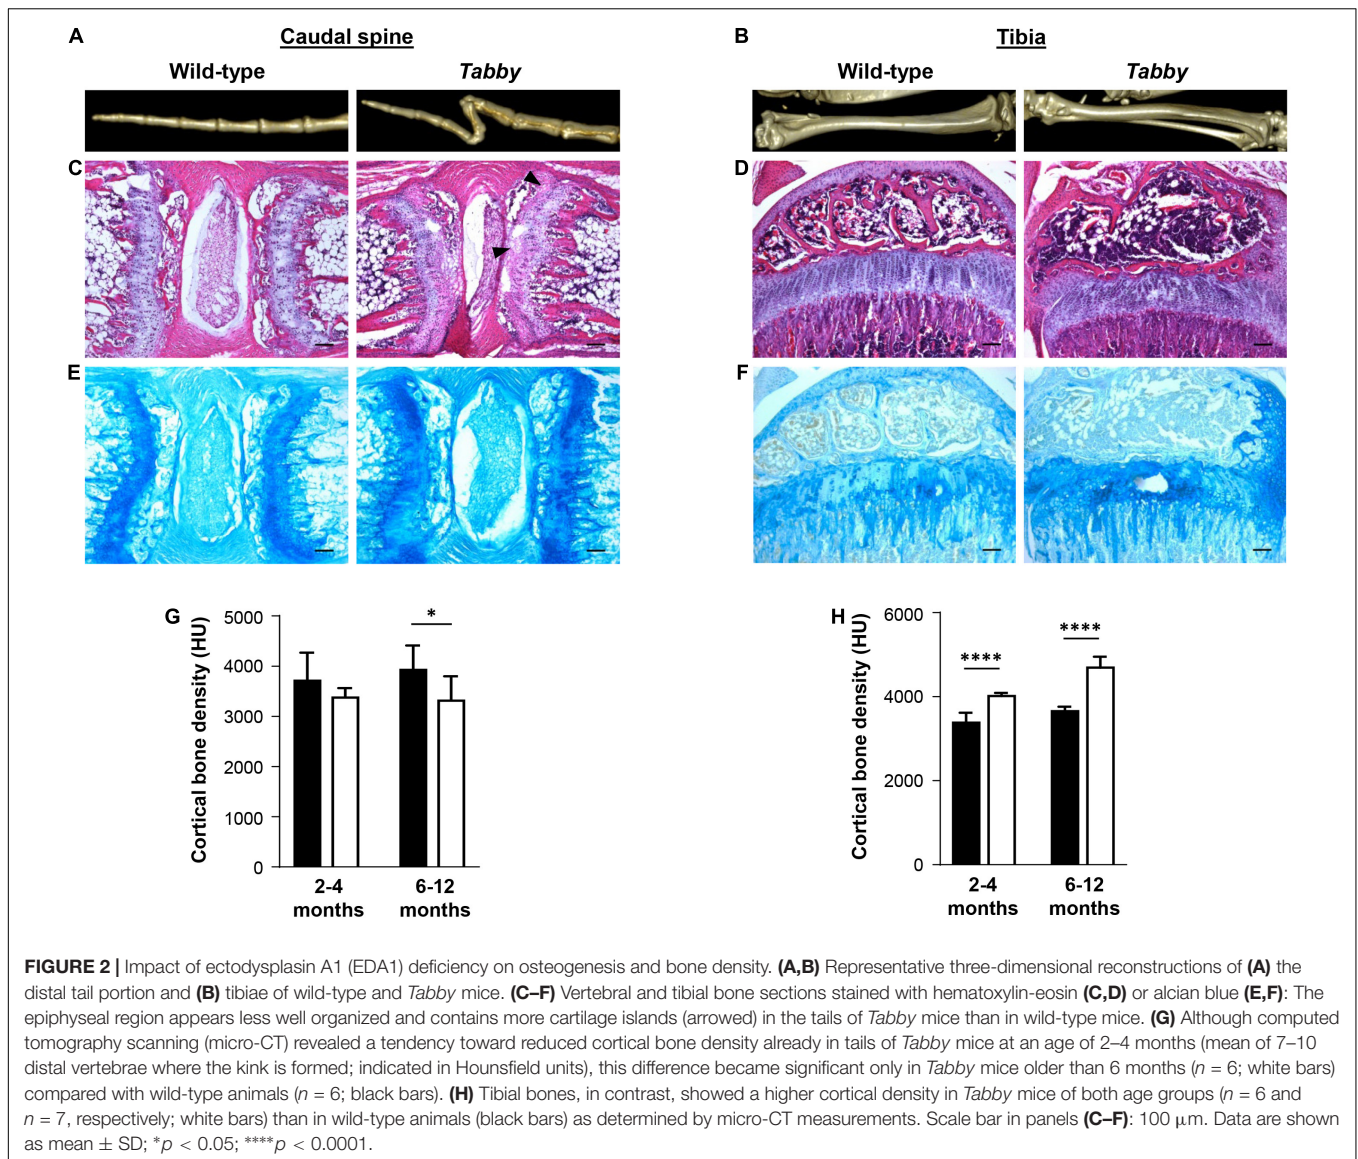 A
Caudal spine
Wild-type
Tabby
B
Tibia
Wild-type
Tabby
C
D
E
F
G
Cortical bone density (HU)
5000
4000
3000
2000
1000
0
*
2-4
months
6-12
months
H
Cortical bone density (HU)
6000
4000
2000
0
****
****
2-4
months
6-12
months
FIGURE 2 | Impact of ectodysplasin A1 (EDA1) deficiency on osteogenesis and bone density. (A,B) Representative three-dimensional reconstructions of (A) the
distal tail portion and (B) tibiae of wild-type and Tabby mice. (C–F) Vertebral and tibial bone sections stained with hematoxylin-eosin (C,D) or alcian blue (E,F): The
epiphyseal region appears less well organized and contains more cartilage islands (arrowed) in the tails of Tabby mice than in wild-type mice. (G) Although computed
tomography scanning (micro-CT) revealed a tendency toward reduced cortical bone density already in tails of Tabby mice at an age of 2–4 months (mean of 7–10
distal vertebrae where the kink is formed; indicated in Hounsfield units), this difference became significant only in Tabby mice older than 6 months (n = 6; white bars)
compared with wild-type animals (n = 6; black bars). (H) Tibial bones, in contrast, showed a higher cortical density in Tabby mice of both age groups (n = 6 and
n = 7, respectively; white bars) than in wild-type animals (black bars) as determined by micro-CT measurements. Scale bar in panels (C–F): 100 μm. Data are shown
as mean ± SD; *p < 0.05; ****p < 0.0001.